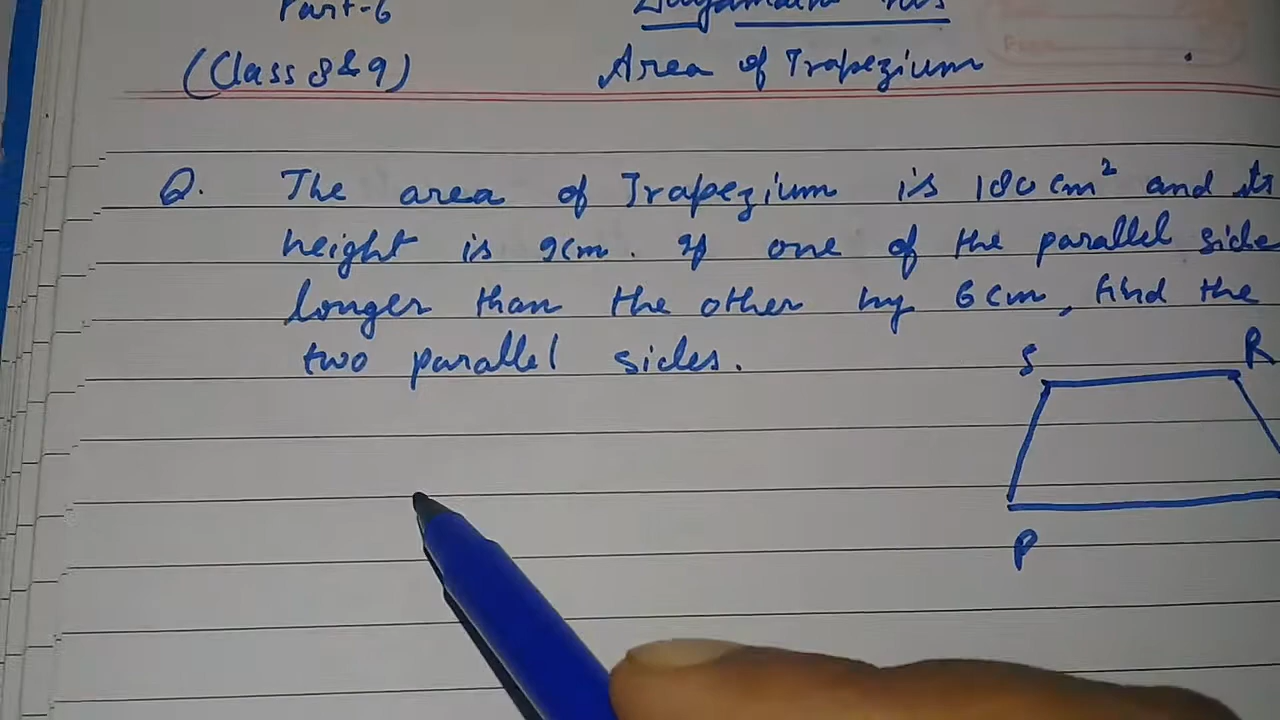 Part-6
(Class 8 & 9)
Area of Trapezium
Q. The area of Trapezium is 180 cm² and its
height is 9cm. If one of the parallel side
longer than the other by 6cm, find the
two parallel sides.
S
R
P